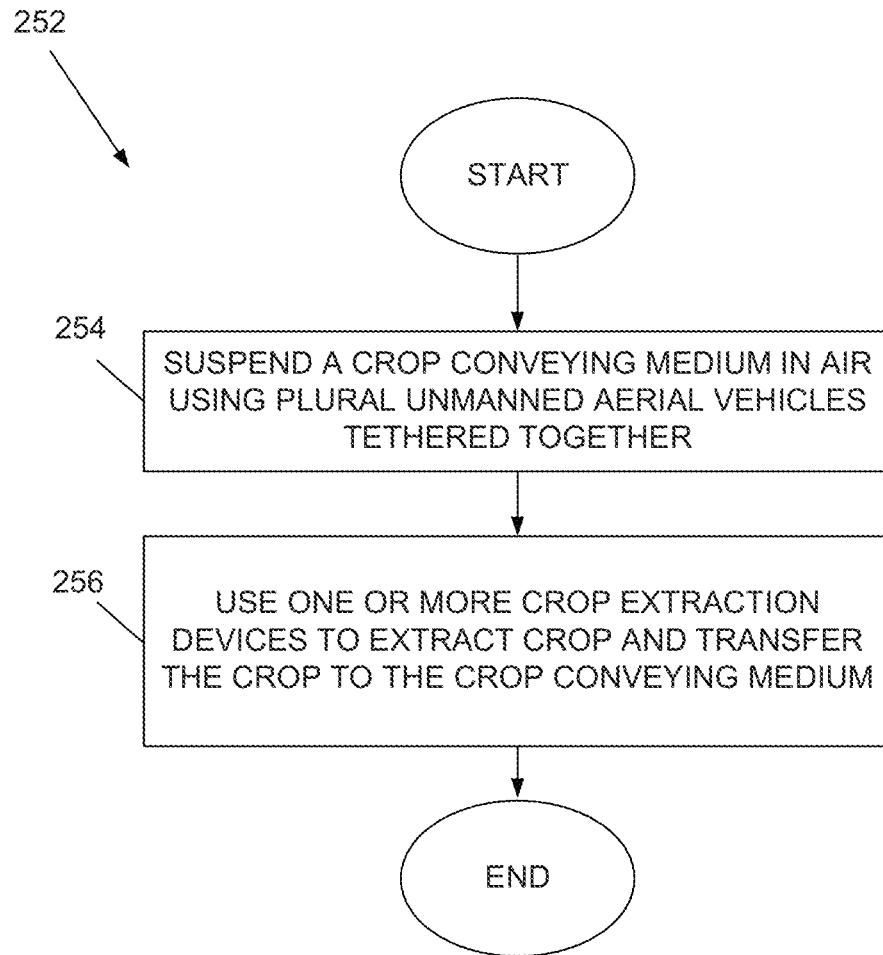 252
START
254
SUSPEND A CROP CONVEYING MEDIUM IN AIR
USING PLURAL UNMANNED AERIAL VEHICLES
TETHERED TOGETHER
256
USE ONE OR MORE CROP EXTRACTION
DEVICES TO EXTRACT CROP AND TRANSFER
THE CROP TO THE CROP CONVEYING MEDIUM
END